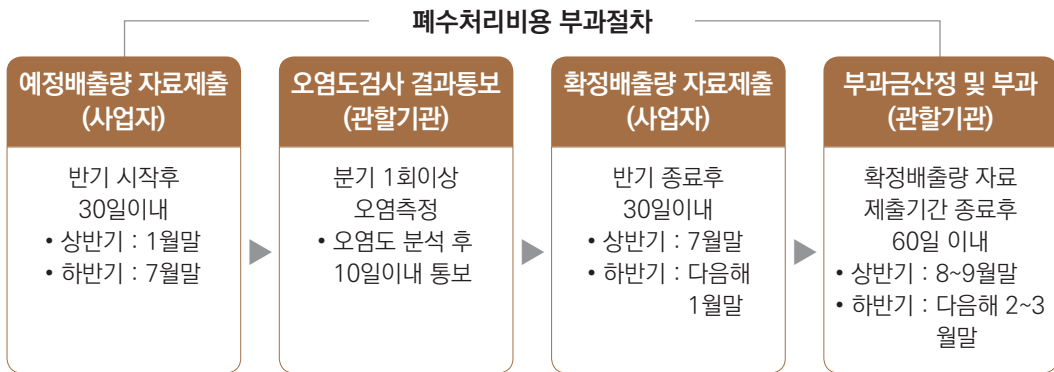 폐수처리비용 부과절차
예정배출량 자료제출
(사업자)
반기 시작후
30일이내
• 상반기 : 1월말
• 하반기 : 7월말
오염도검사 결과통보
(관할기관)
분기 1회이상
오염측정
• 오염도 분석 후
10일이내 통보
확정배출량 자료제출
(사업자)
반기 종료후
30일이내
• 상반기 : 7월말
• 하반기 : 다음해
1월말
부과금산정 및 부과
(관할기관)
확정배출량 자료
제출기간 종료후
60일 이내
• 상반기 : 8~9월말
• 하반기 : 다음해 2~3
월말